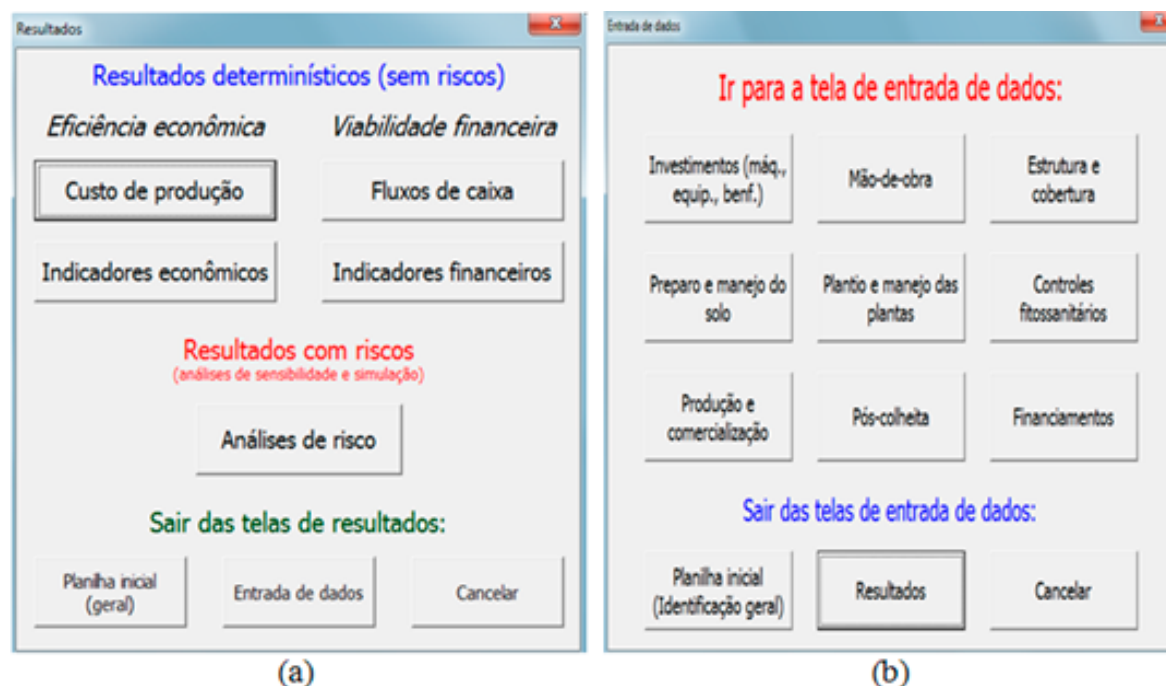 Resultados
Resultados determinísticos (sem riscos)
Eficiência econômica
Viabilidade financeira
Custo de produção
Fluxos de caixa
Indicadores econômicos
Indicadores financeiros
Resultados com riscos
(análises de sensibilidade e simulação)
Análises de risco
Sair das telas de resultados:
Planilha inicial
(geral)
Entrada de dados
Cancelar
(a)
Entrada de dados
Ir para a tela de entrada de dados:
Investimentos (máq.,
equip., benf.)
Mão-de-obra
Estrutura e
cobertura
Preparo e manejo do
solo
Plantio e manejo das
plantas
Controles
fitossanitários
Produção e
comercialização
Pós-colheita
Financiamentos
Sair das telas de entrada de dados:
Planilha inicial
(Identificação geral)
Resultados
Cancelar
(b)